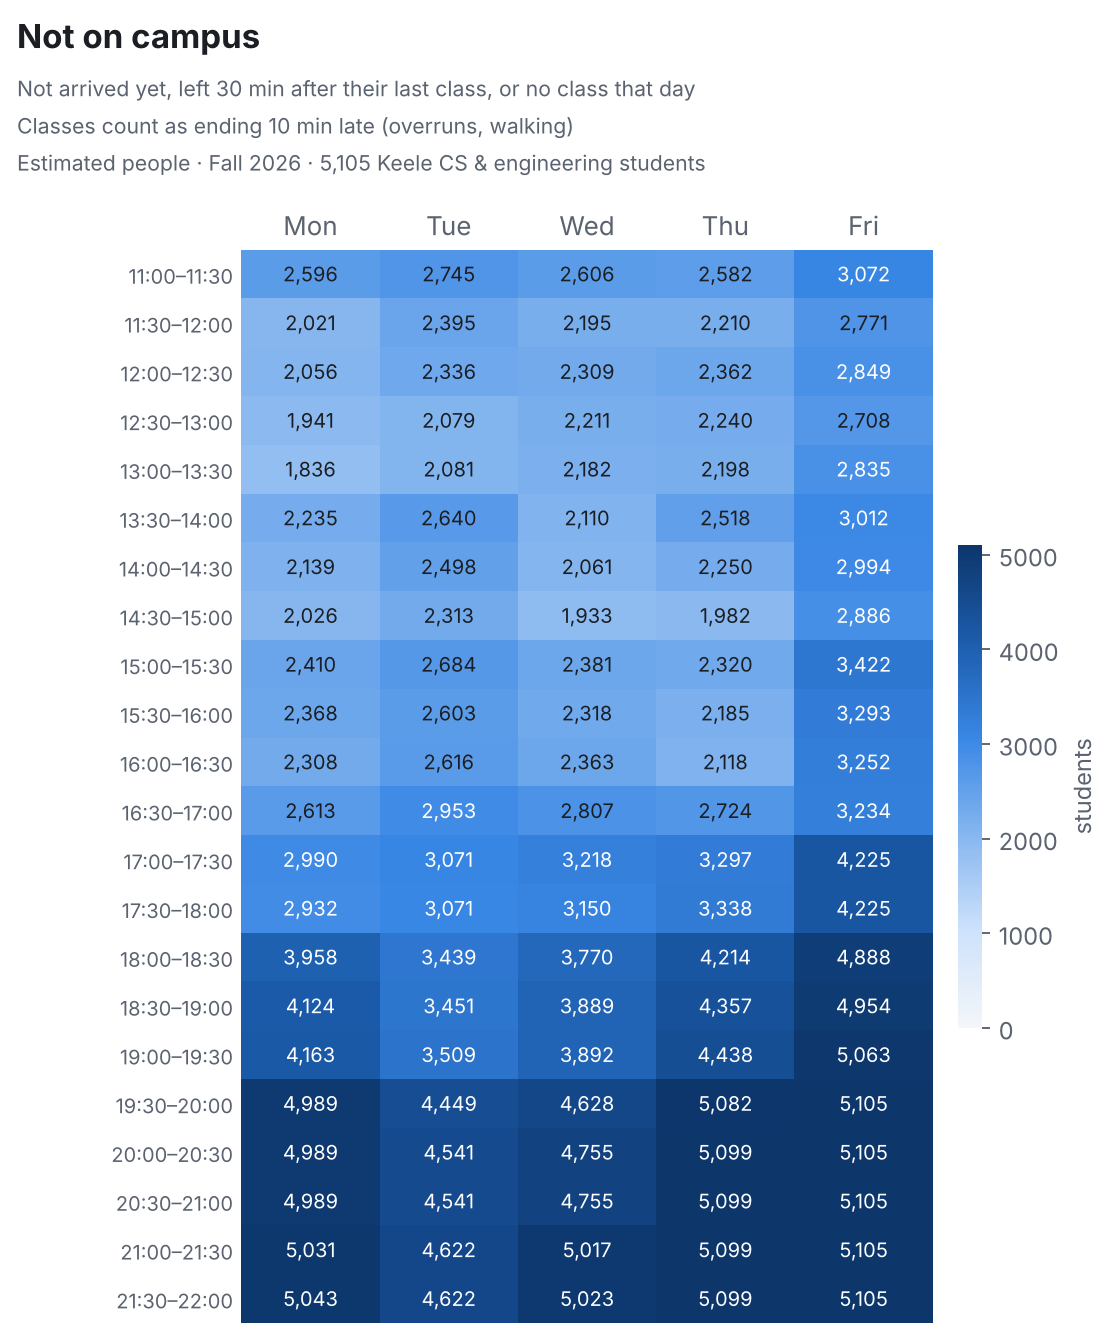 Not on campus
Not arrived yet, left 30 min after their last class, or no class that day
Classes count as ending 10 min late (overruns, walking)
Estimated people · Fall 2026 · 5,105 Keele CS & engineering students
Mon Tue Wed Thu Fri
11:00–11:30 2,596 2,745 2,606 2,582 3,072
11:30–12:00 2,021 2,395 2,195 2,210 2,771
12:00–12:30 2,056 2,336 2,309 2,362 2,849
12:30–13:00 1,941 2,079 2,211 2,240 2,708
13:00–13:30 1,836 2,081 2,182 2,198 2,835
13:30–14:00 2,235 2,640 2,110 2,518 3,012
14:00–14:30 2,139 2,498 2,061 2,250 2,994
14:30–15:00 2,026 2,313 1,933 1,982 2,886
15:00–15:30 2,410 2,684 2,381 2,320 3,422
15:30–16:00 2,368 2,603 2,318 2,185 3,293
16:00–16:30 2,308 2,616 2,363 2,118 3,252
16:30–17:00 2,613 2,953 2,807 2,724 3,234
17:00–17:30 2,990 3,071 3,218 3,297 4,225
17:30–18:00 2,932 3,071 3,150 3,338 4,225
18:00–18:30 3,958 3,439 3,770 4,214 4,888
18:30–19:00 4,124 3,451 3,889 4,357 4,954
19:00–19:30 4,163 3,509 3,892 4,438 5,063
19:30–20:00 4,989 4,449 4,628 5,082 5,105
20:00–20:30 4,989 4,541 4,755 5,099 5,105
20:30–21:00 4,989 4,541 4,755 5,099 5,105
21:00–21:30 5,031 4,622 5,017 5,099 5,105
21:30–22:00 5,043 4,622 5,023 5,099 5,105
5000
4000
3000
2000
1000
0
students